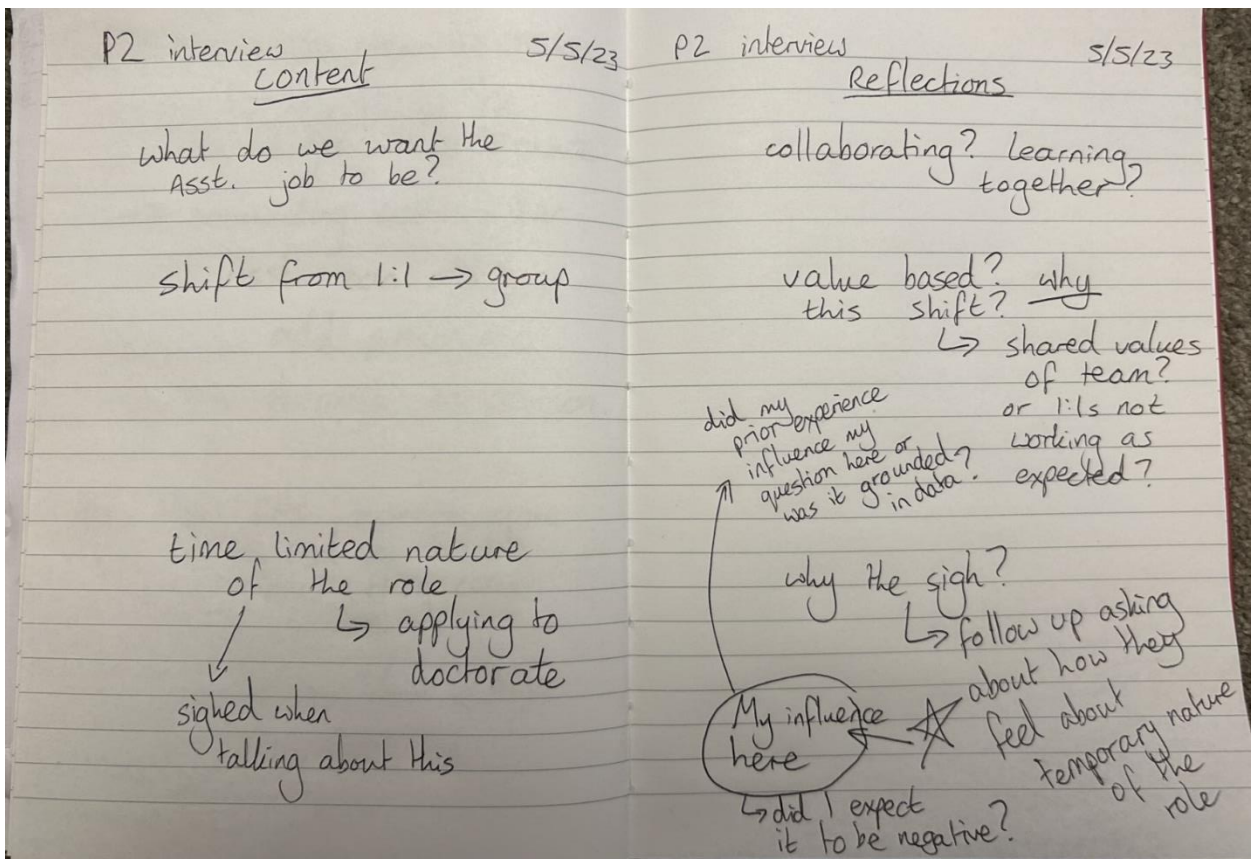 P2 interview 5/5/23
Content
what do we want the
Asst. job to be?
shift from 1:1 → group
time limited nature
of the role
↳ applying to
doctorate
sighed when
talking about this
P2 interview 5/5/23
Reflections
collaborating? Learning
together?
value based? why
this shift?
↳ shared values
of team?
or 1:1s not
working as
expected?
did my
prior experience
influence my
question here or
was it grounded
in data?
why the sigh?
↳ follow up asking
about how they
feel about
temporary nature
of the
role
My influence
here
↳ did I expect
it to be negative?